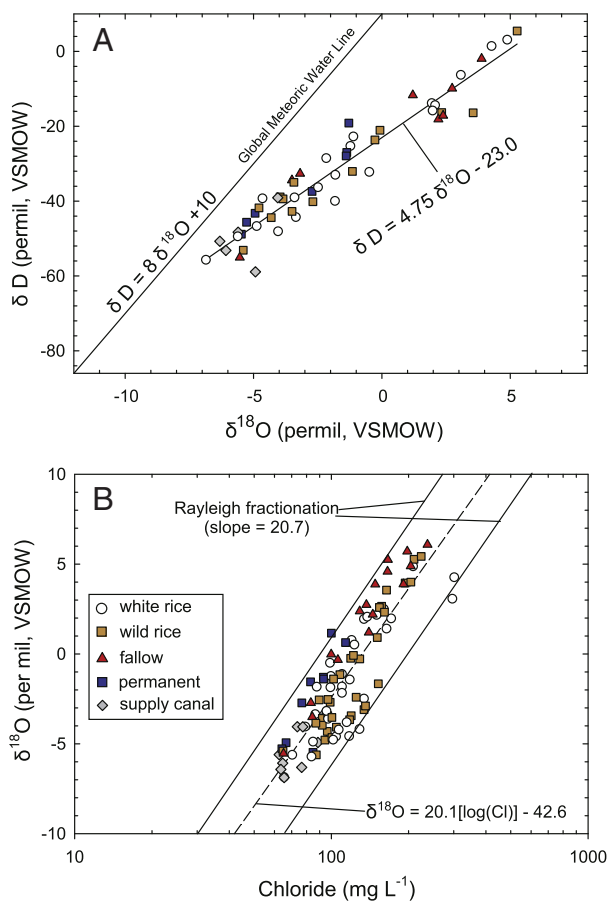 A
Global Meteoric Water Line
δ D = 8 δ18O +10
δ D = 4.75 δ18O - 23.0
0
-20
-40
-60
-80
δ D (permil, VSMOW)
-10
-5
0
5
δ18O (permil, VSMOW)
B
Rayleigh fractionation
(slope = 20.7)
white rice
wild rice
fallow
permanent
supply canal
δ18O = 20.1[log(Cl)] - 42.6
10
5
0
-5
-10
δ18O (per mil, VSMOW)
10
100
1000
Chloride (mg L-1)